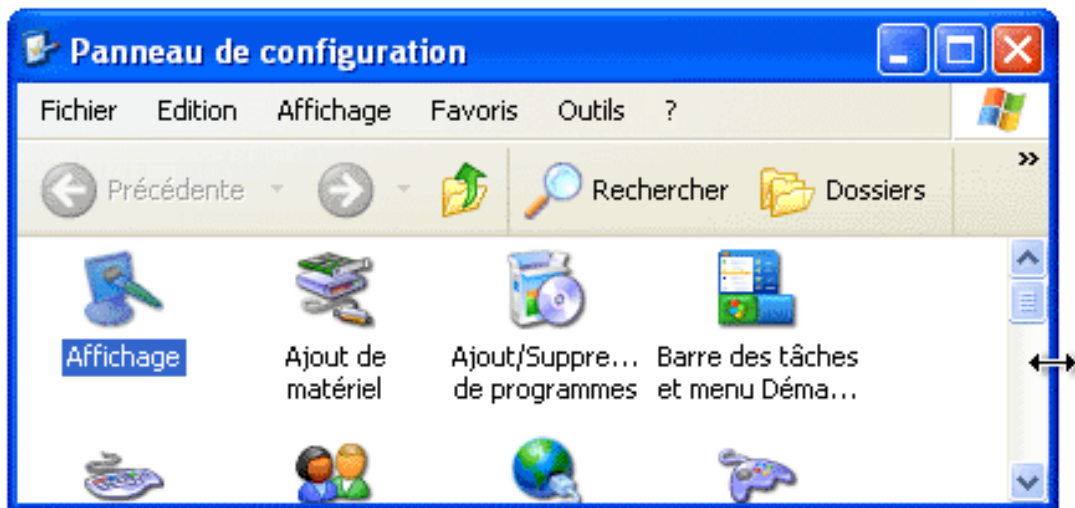 Panneau de configuration
Fichier Edition Affichage Favoris Outils ?
Précédente Rechercher Dossiers »
Affichage Ajout de Ajout/Suppre... Barre des tâches
matériel de programmes et menu Déma...